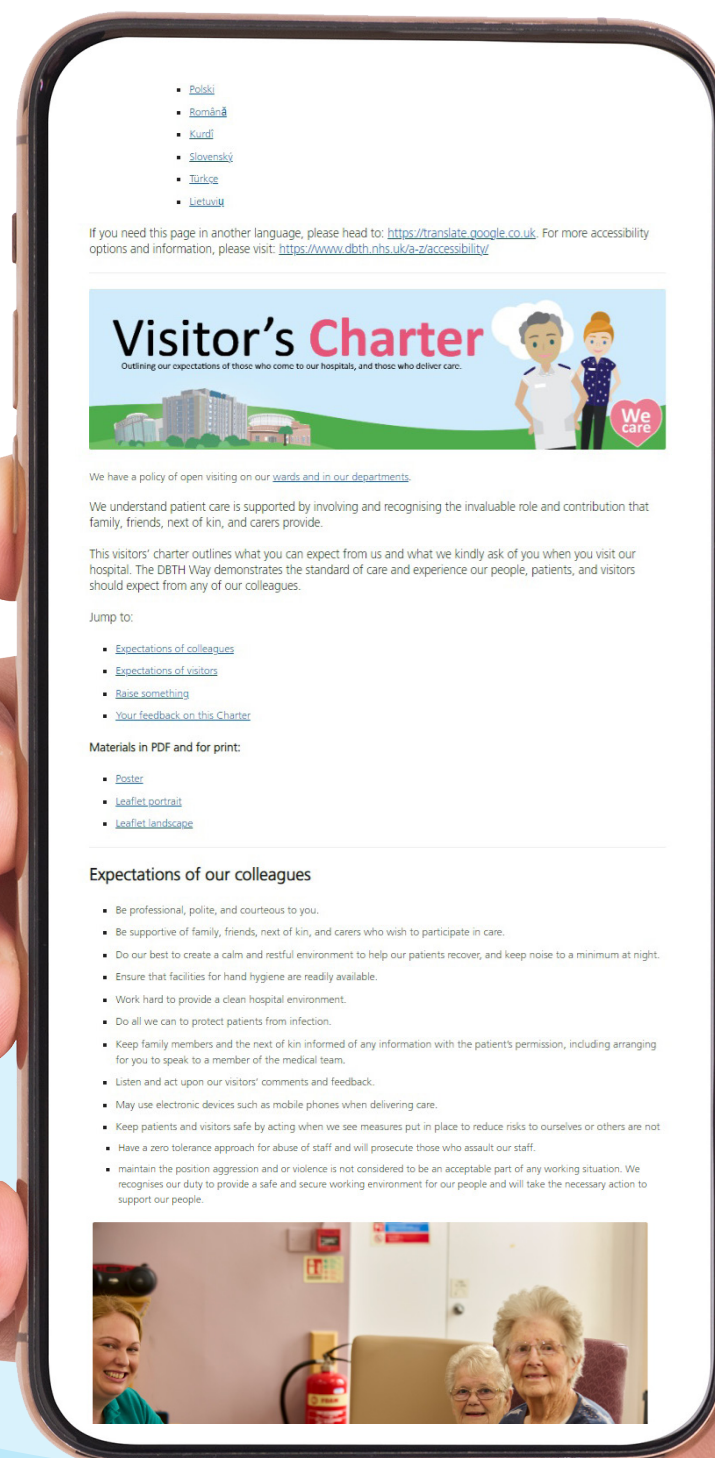 Polski
Română
Kurdî
Slovenský
Türkçe
Lietuvių
If you need this page in another language, please head to: https://translate.google.co.uk. For more accessibility
options and information, please visit: https://www.dbth.nhs.uk/a-z/accessibility/
Visitor's Charter
Outlining our expectations of those who come to our hospitals, and those who deliver care.
We
care
We have a policy of open visiting on our wards and in our departments.
We understand patient care is supported by involving and recognising the invaluable role and contribution that
family, friends, next of kin, and carers provide.
This visitors' charter outlines what you can expect from us and what we kindly ask of you when you visit our
hospital. The DBTH Way demonstrates the standard of care and experience our people, patients, and visitors
should expect from any of our colleagues.
Jump to:
Expectations of colleagues
Expectations of visitors
Raise something
Your feedback on this Charter
Materials in PDF and for print:
Poster
Leaflet portrait
Leaflet landscape
Expectations of our colleagues
Be professional, polite, and courteous to you.
Be supportive of family, friends, next of kin, and carers who wish to participate in care.
Do our best to create a calm and restful environment to help our patients recover, and keep noise to a minimum at night.
Ensure that facilities for hand hygiene are readily available.
Work hard to provide a clean hospital environment.
Do all we can to protect patients from infection.
Keep family members and the next of kin informed of any information with the patient's permission, including arranging
for you to speak to a member of the medical team.
Listen and act upon our visitors' comments and feedback.
May use electronic devices such as mobile phones when delivering care.
Keep patients and visitors safe by acting when we see measures put in place to reduce risks to ourselves or others are not
Have a zero tolerance approach for abuse of staff and will prosecute those who assault our staff.
maintain the position aggression and or violence is not considered to be an acceptable part of any working situation. We
recognises our duty to provide a safe and secure working environment for our people and will take the necessary action to
support our people.